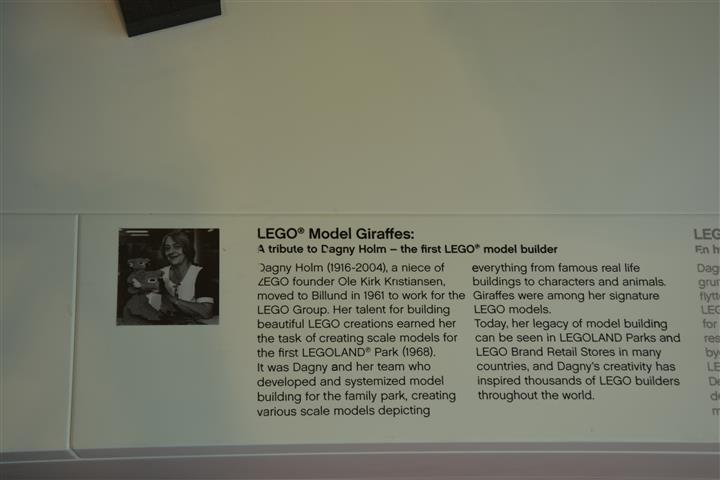 LEGO® Model Giraffes:
A tribute to Dagny Holm – the first LEGO® model builder
Dagny Holm (1916-2004), a niece of
LEGO founder Ole Kirk Kristiansen,
moved to Billund in 1961 to work for the
LEGO Group. Her talent for building
beautiful LEGO creations earned her
the task of creating scale models for
the first LEGOLAND® Park (1968).
It was Dagny and her team who
developed and systemized model
building for the family park, creating
various scale models depicting
everything from famous real life
buildings to characters and animals.
Giraffes were among her signature
LEGO models.
Today, her legacy of model building
can be seen in LEGOLAND Parks and
LEGO Brand Retail Stores in many
countries, and Dagny's creativity has
inspired thousands of LEGO builders
throughout the world.